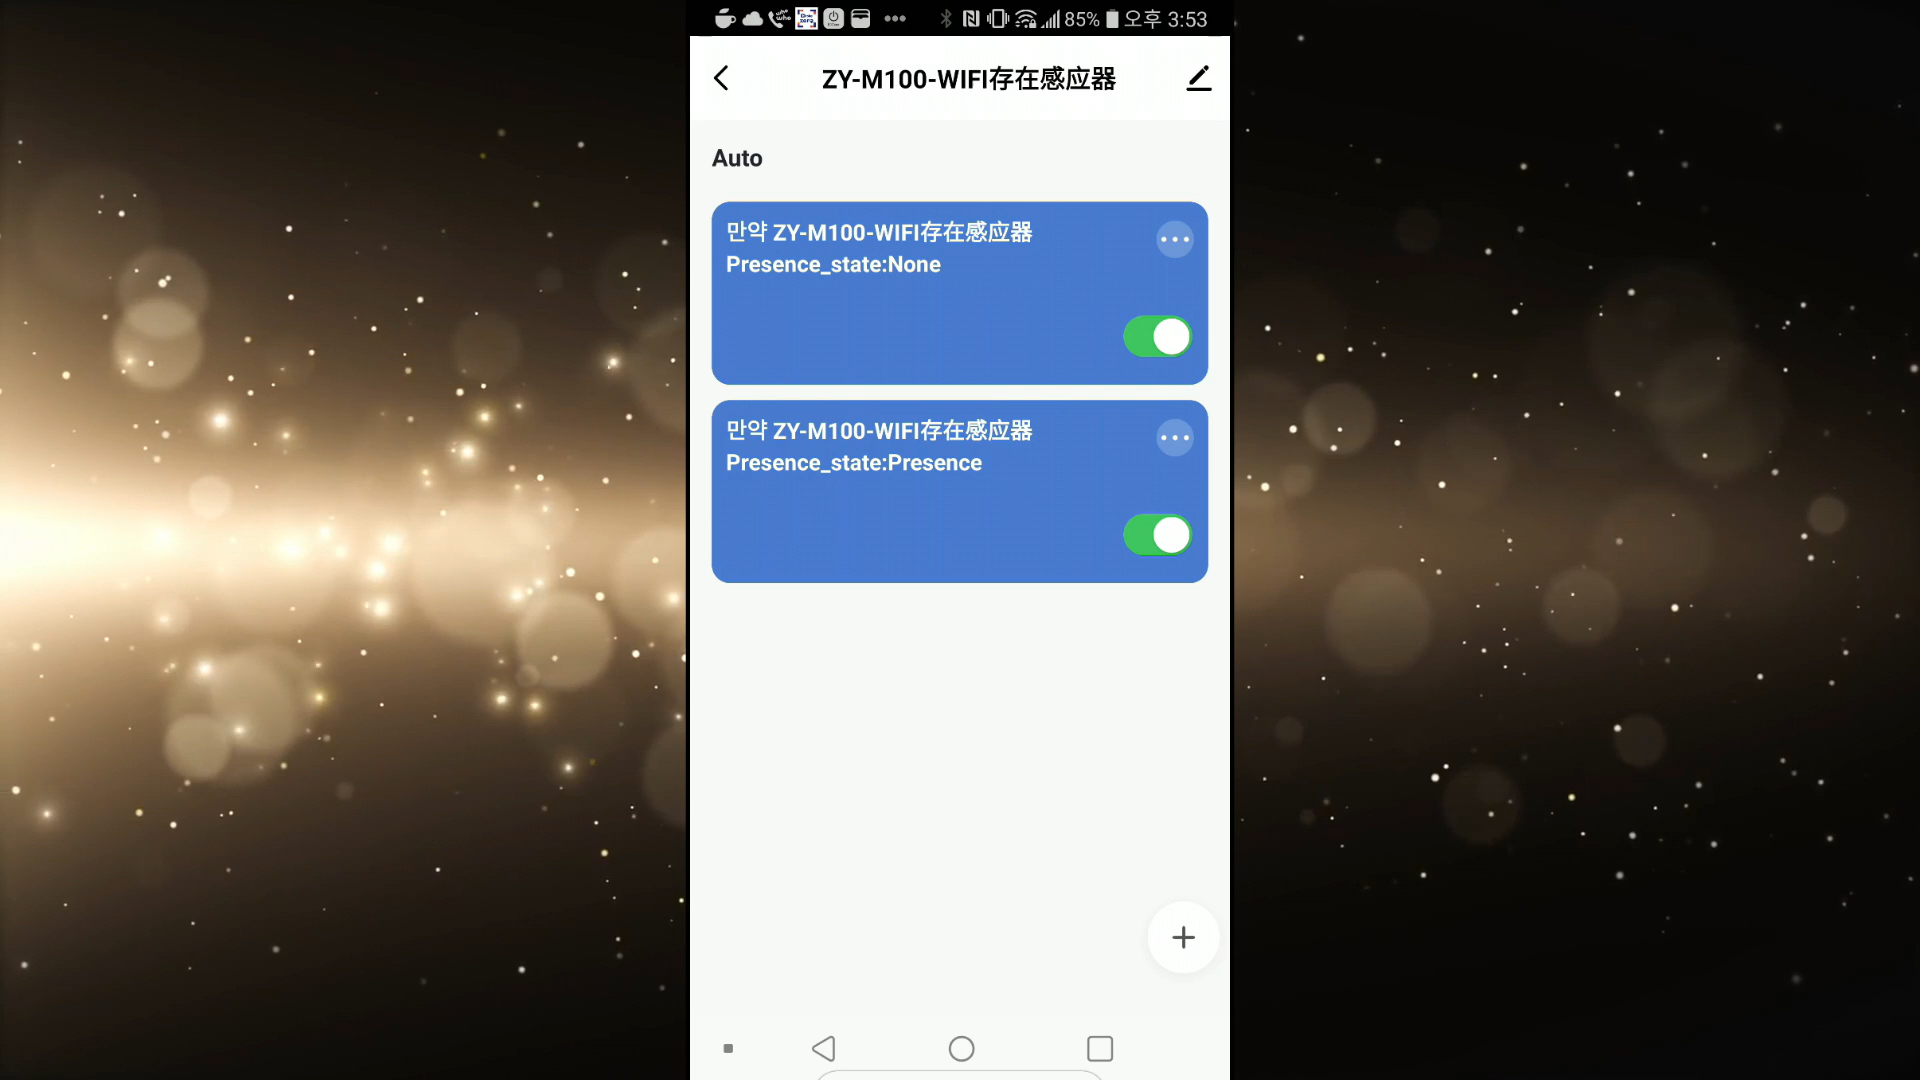 85% 오후 3:53
ZY-M100-WIFI存在感应器
Auto
만약 ZY-M100-WIFI存在感应器
Presence_state:None
만약 ZY-M100-WIFI存在感应器
Presence_state:Presence